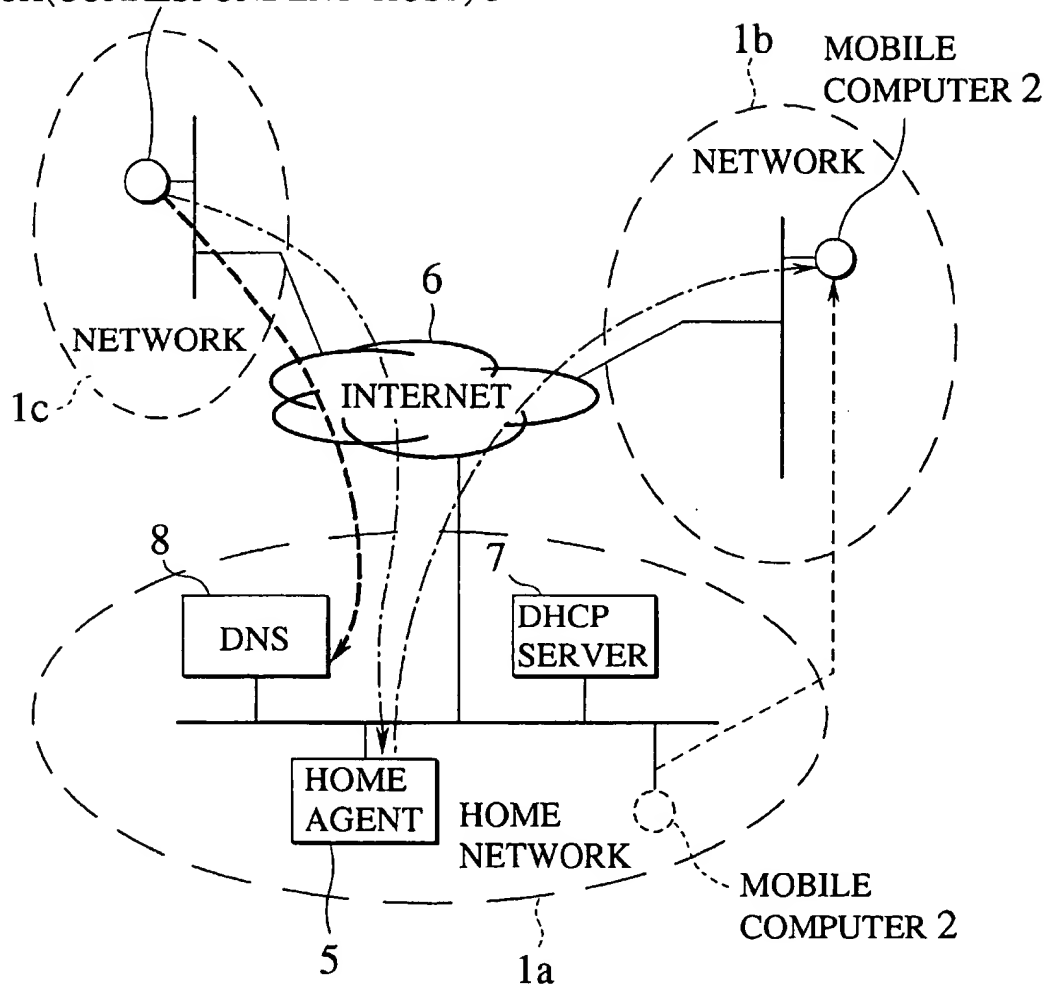 1b
MOBILE
COMPUTER 2
NETWORK
6
NETWORK
1c
INTERNET
8
7
DNS
DHCP
SERVER
HOME
AGENT
HOME
NETWORK
MOBILE
COMPUTER 2
5
1a